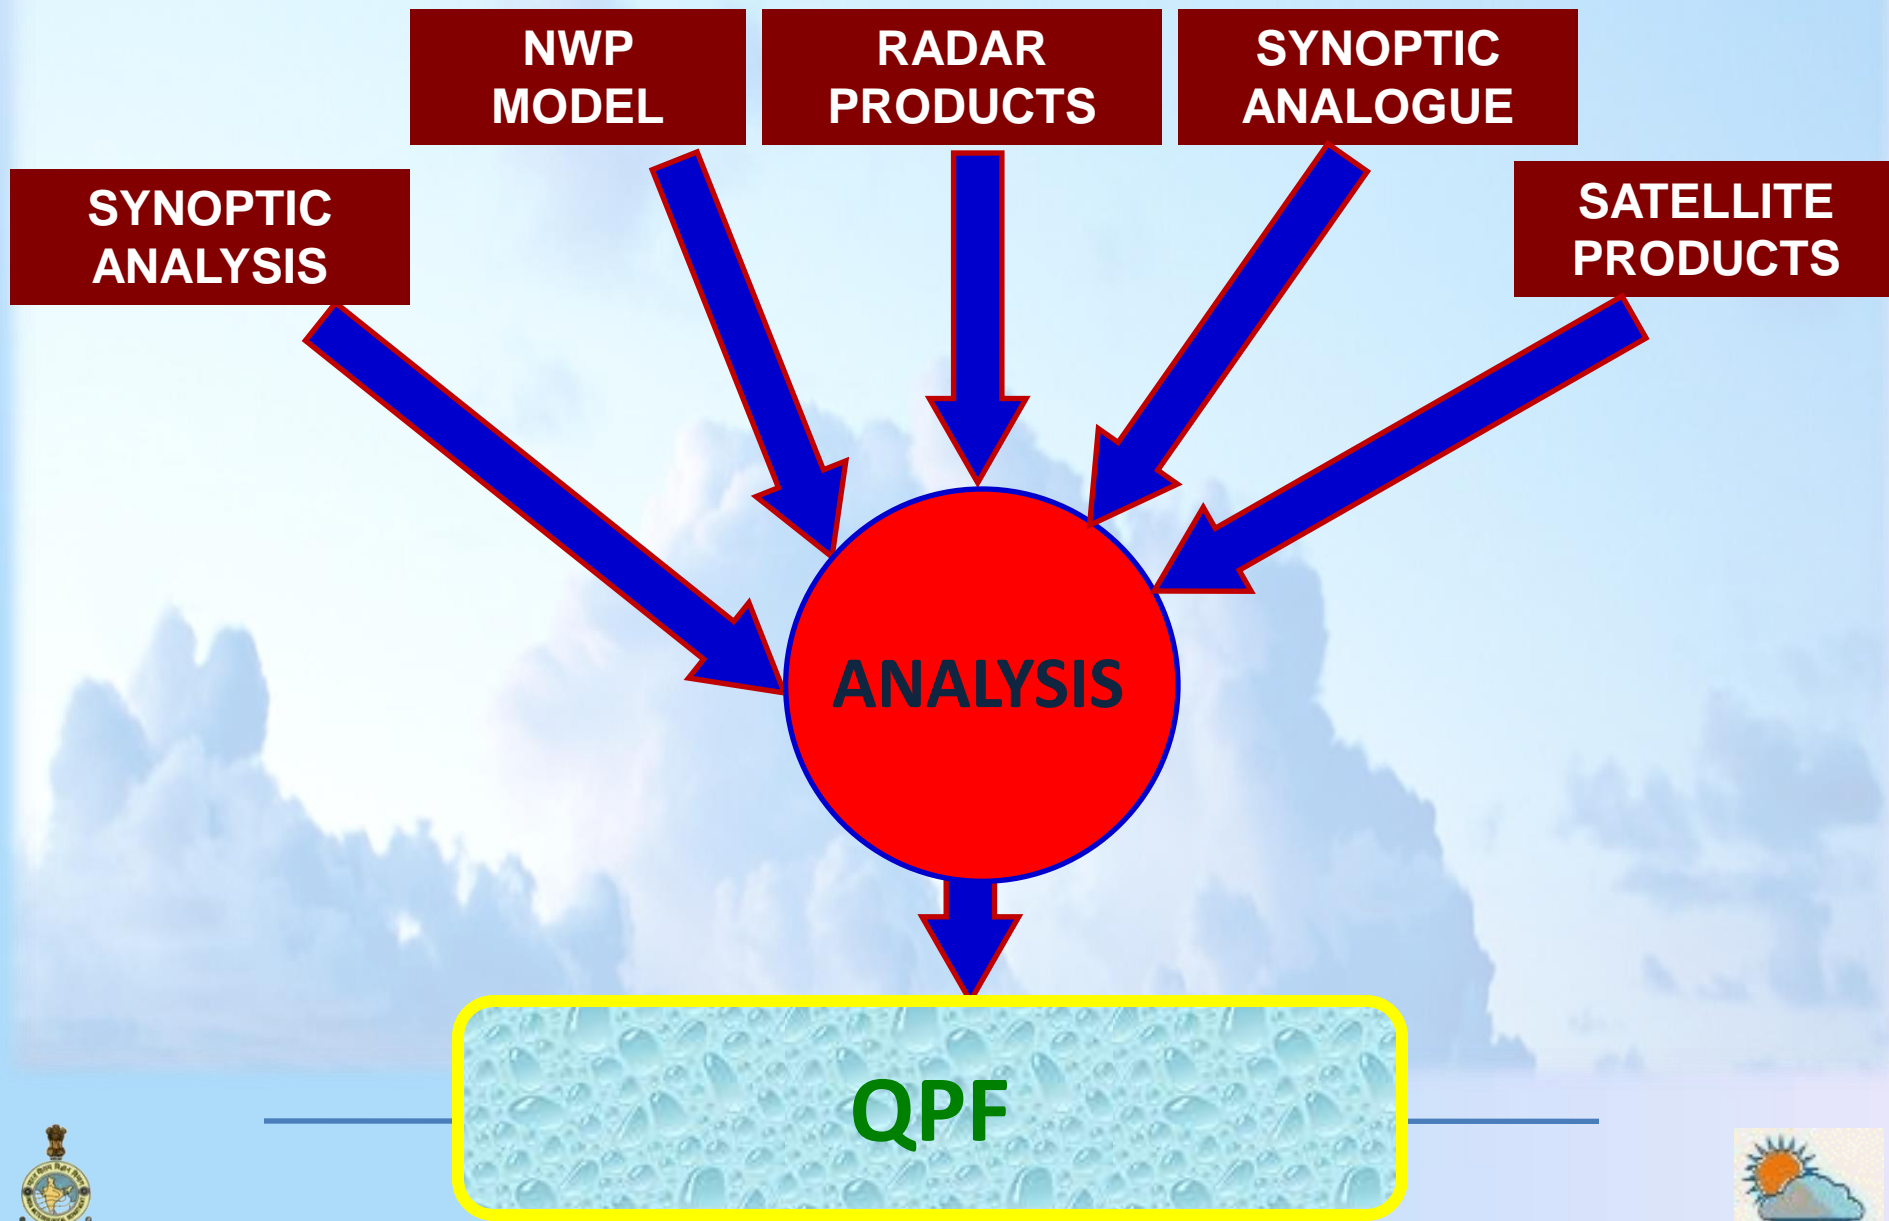 NWP
MODEL
RADAR
PRODUCTS
SYNOPTIC
ANALOGUE
SYNOPTIC
ANALYSIS
SATELLITE
PRODUCTS
ANALYSIS
QPF